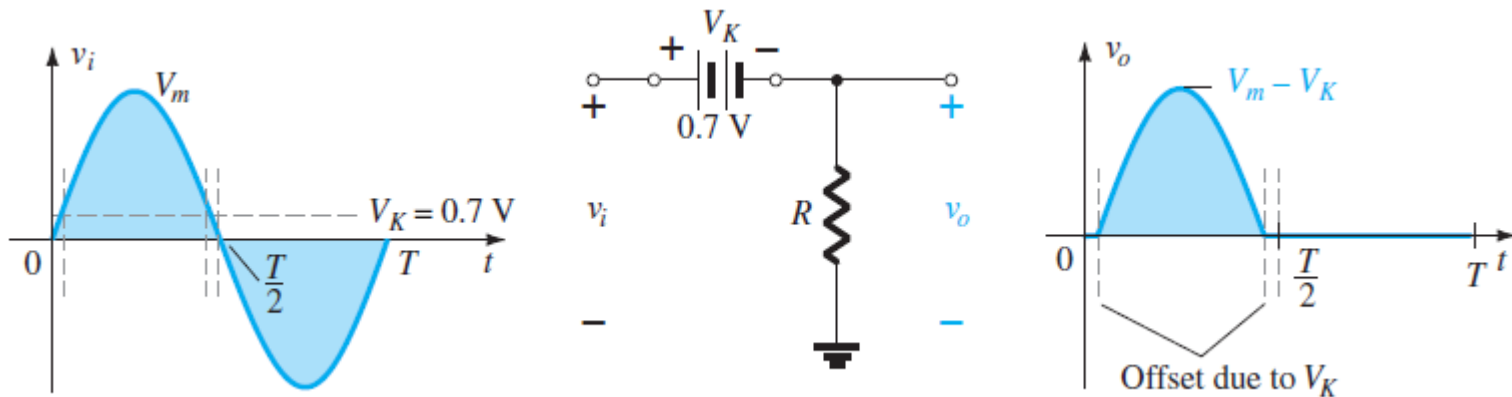 v_i
V_m
V_K = 0.7 V
0
T/2
T
t
V_K
+
−
+
+
0.7 V
v_i
R
v_o
−
−
v_o
V_m − V_K
0
T/2
T
t
Offset due to V_K